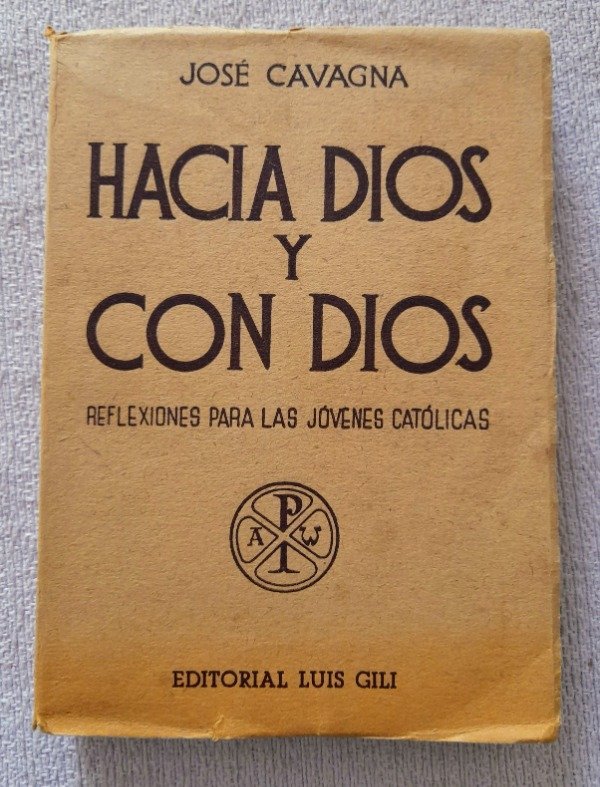 JOSÉ CAVAGNA
HACIA DIOS
Y
CON DIOS
REFLEXIONES PARA LAS JÓVENES CATÓLICAS
A P W
EDITORIAL LUIS GILI